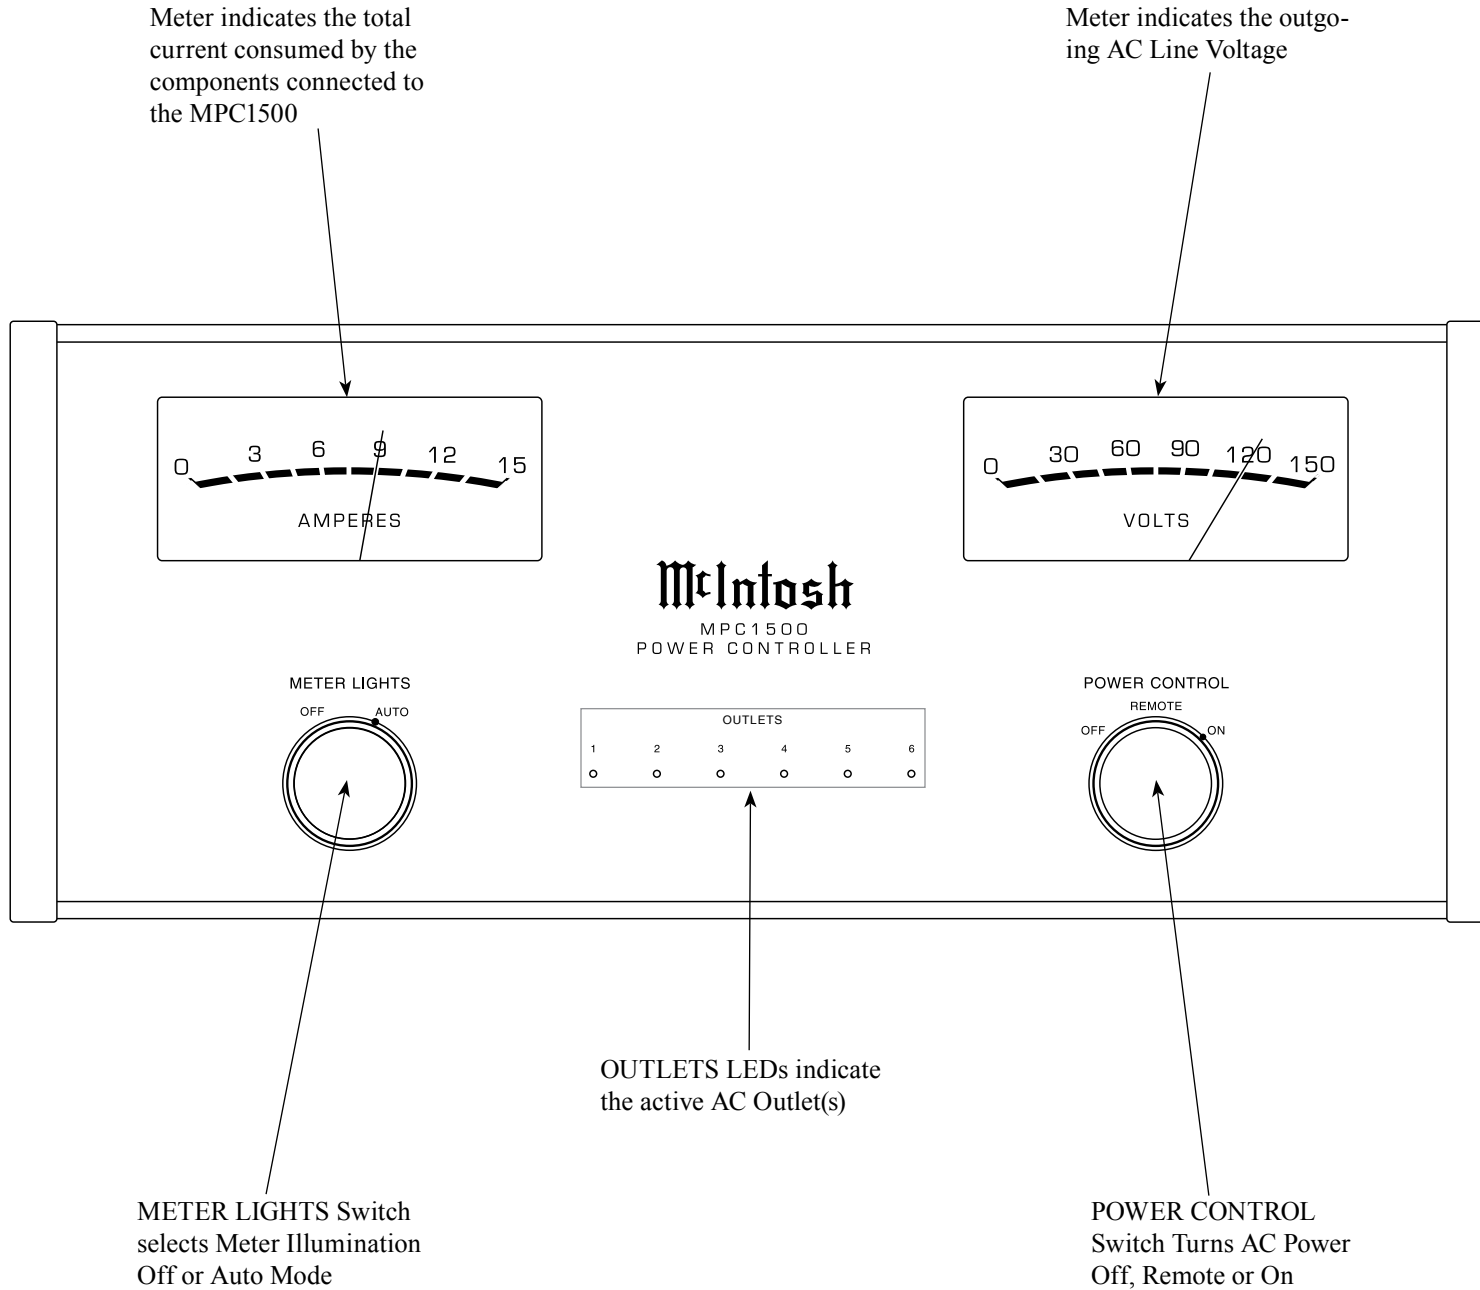 Meter indicates the total
current consumed by the
components connected to
the MPC1500
Meter indicates the outgo-
ing AC Line Voltage
0 3 6 9 12 15
AMPERES
0 30 60 90 120 150
VOLTS
McIntosh
MPC1500
POWER CONTROLLER
METER LIGHTS
OFF AUTO
OUTLETS
1 2 3 4 5 6
POWER CONTROL
REMOTE
OFF ON
OUTLETS LEDs indicate
the active AC Outlet(s)
METER LIGHTS Switch
selects Meter Illumination
Off or Auto Mode
POWER CONTROL
Switch Turns AC Power
Off, Remote or On